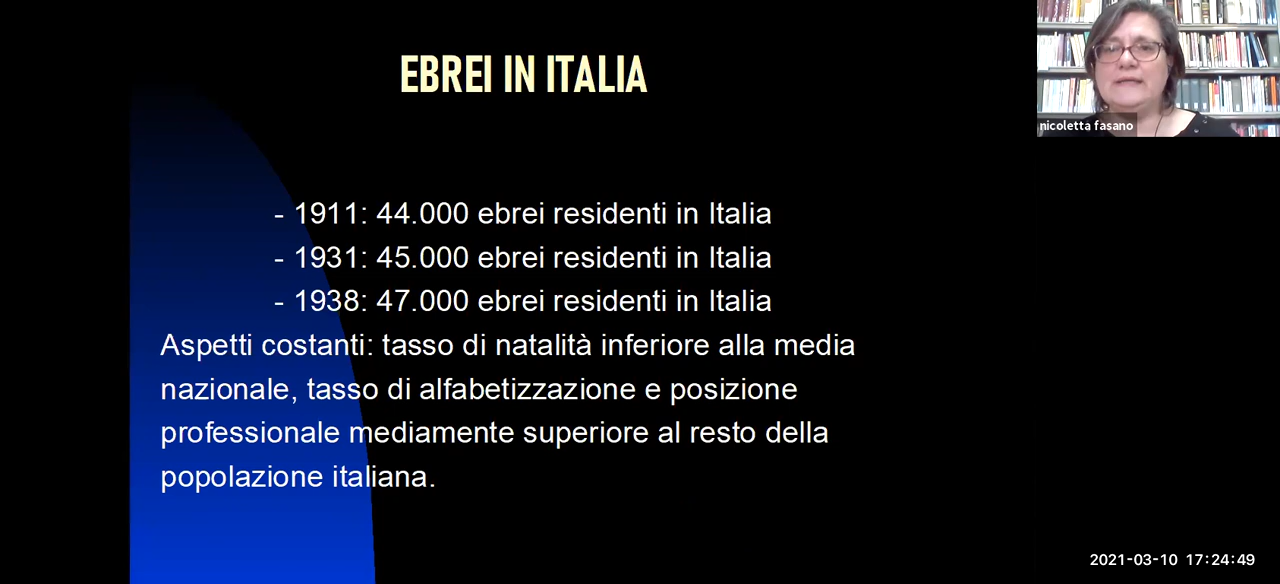 EBREI IN ITALIA
nicoletta fasano
- 1911: 44.000 ebrei residenti in Italia
- 1931: 45.000 ebrei residenti in Italia
- 1938: 47.000 ebrei residenti in Italia
Aspetti costanti: tasso di natalità inferiore alla media
nazionale, tasso di alfabetizzazione e posizione
professionale mediamente superiore al resto della
popolazione italiana.
2021-03-10 17:24:49